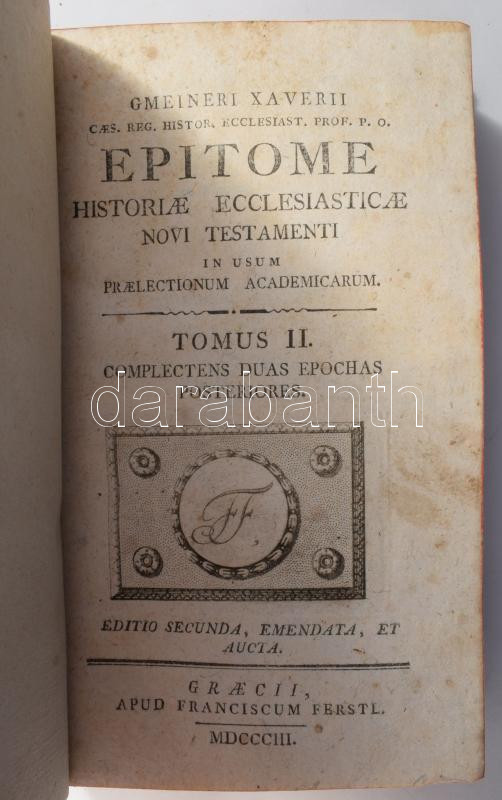 GMEINERI XAVERII
CÆS. REG. HISTOR. ECCLESIAST. PROF. P. O.
EPITOME
HISTORIÆ ECCLESIASTICÆ
NOVI TESTAMENTI
IN USUM
PRÆLECTIONUM ACADEMICARUM.
TOMUS II.
COMPLECTENS DUAS EPOCHAS
POSTERIORES.
darabanth
FF,
EDITIO SECUNDA, EMENDATA, ET
AUCTA.
GRÆCII,
APUD FRANCISCUM FERSTL.
MDCCCIII.